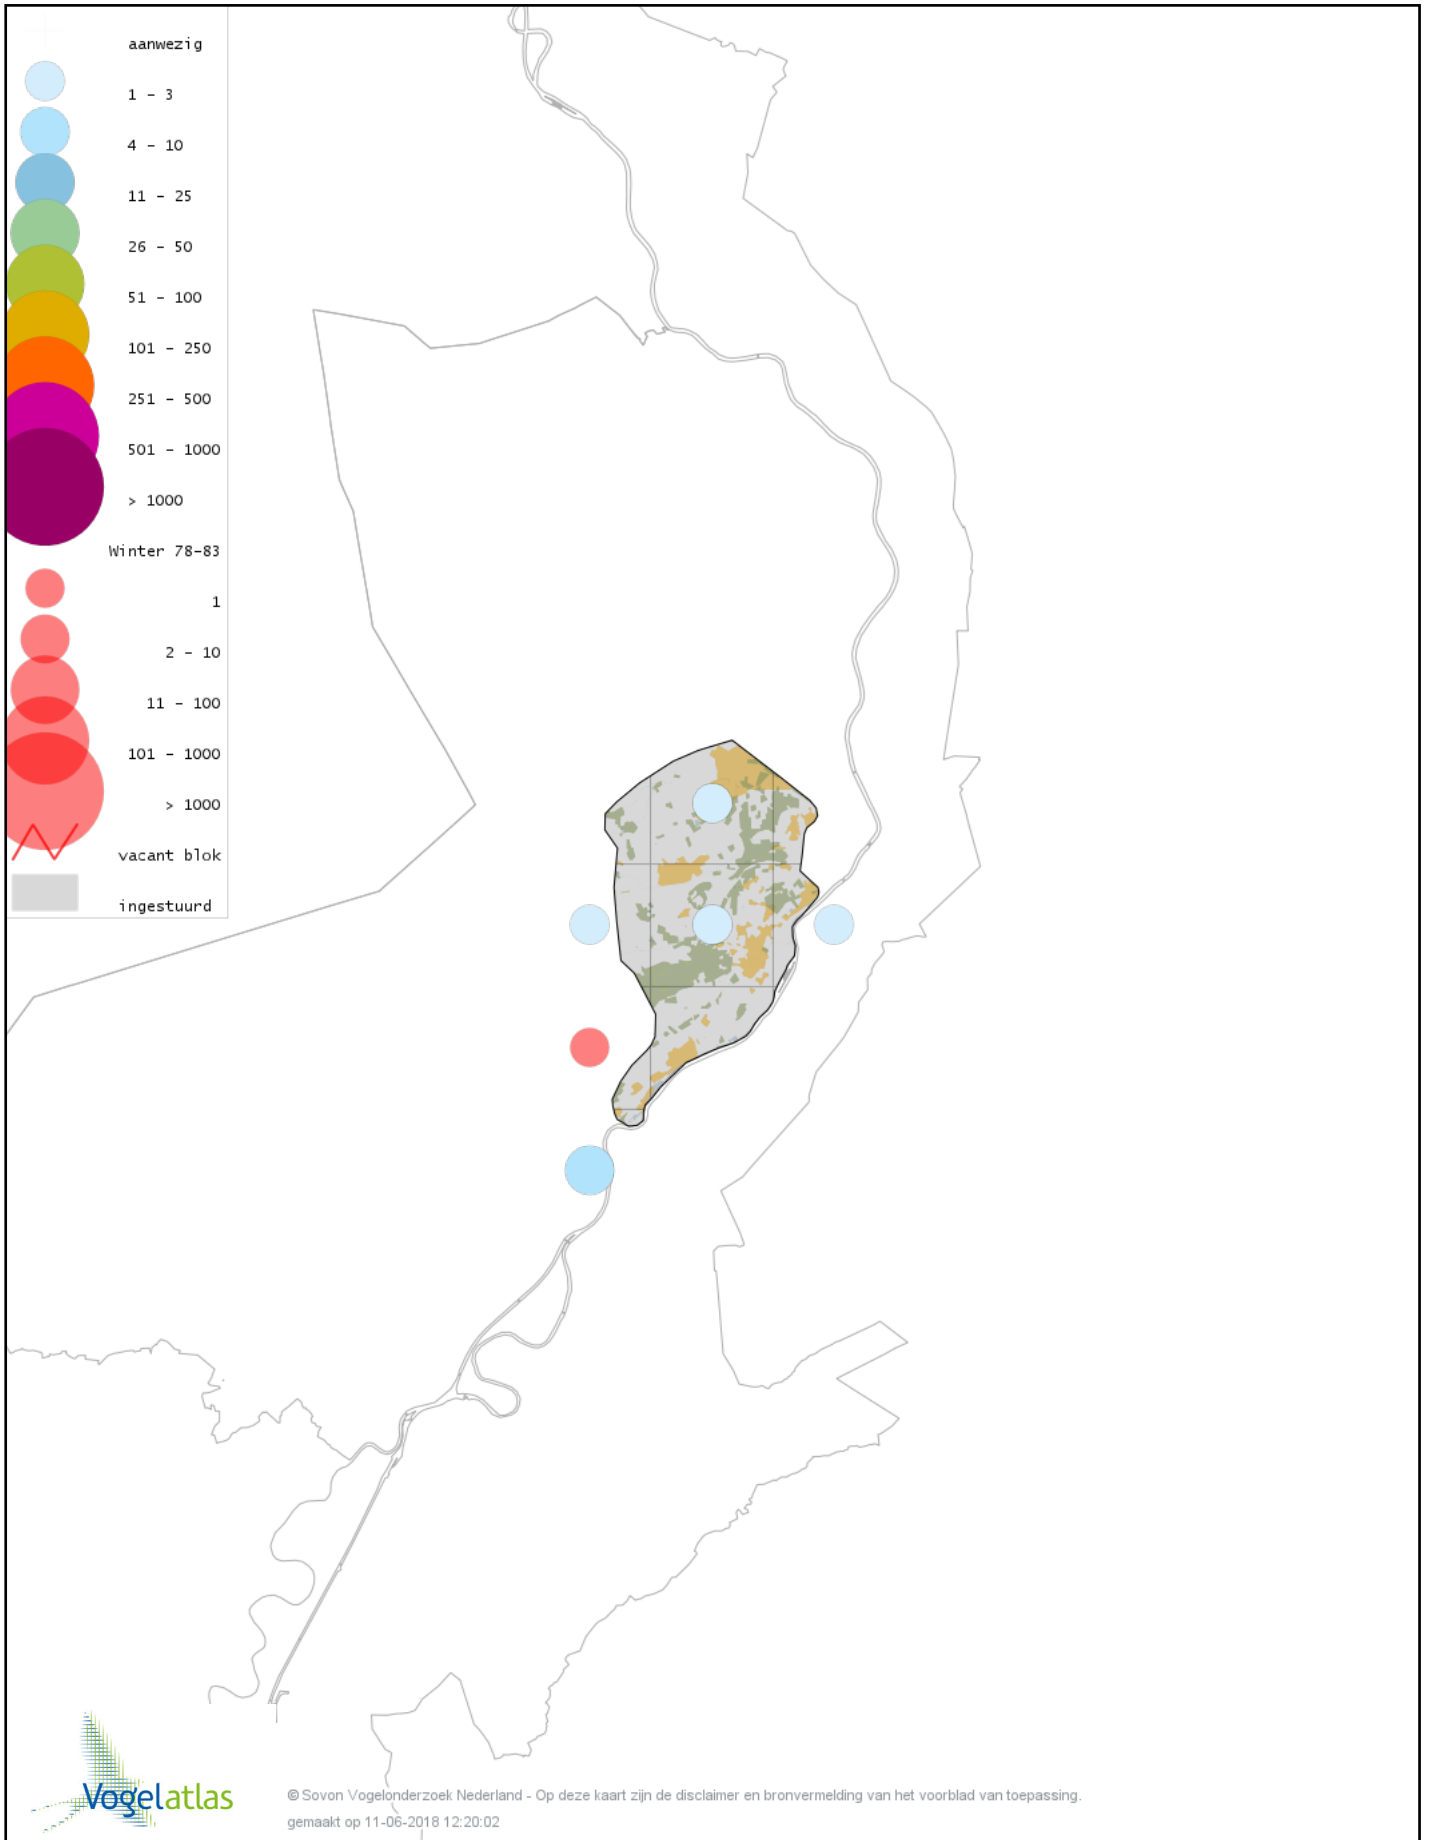 aanwezig
1 - 3
4 - 10
11 - 25
26 - 50
51 - 100
101 - 250
251 - 500
501 - 1000
> 1000
Winter 78-83
1
2 - 10
11 - 100
101 - 1000
> 1000
vacant blok
ingestuurd
Vogelatlas
© Sovon Vogelonderzoek Nederland - Op deze kaart zijn de disclaimer en bronvermelding van het voorblad van toepassing.
gemaakt op 11-06-2018 12:20:02